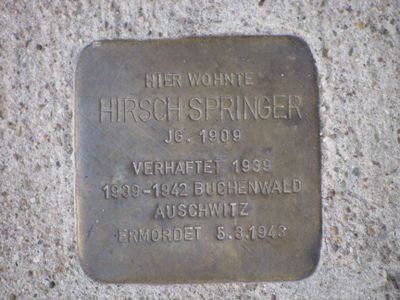 HIER WOHNTE
HIRSCH SPRINGER
JG. 1909
VERHAFTET 1939
1939-1942 BUCHENWALD
AUSCHWITZ
ERMORDET 5.3.1943